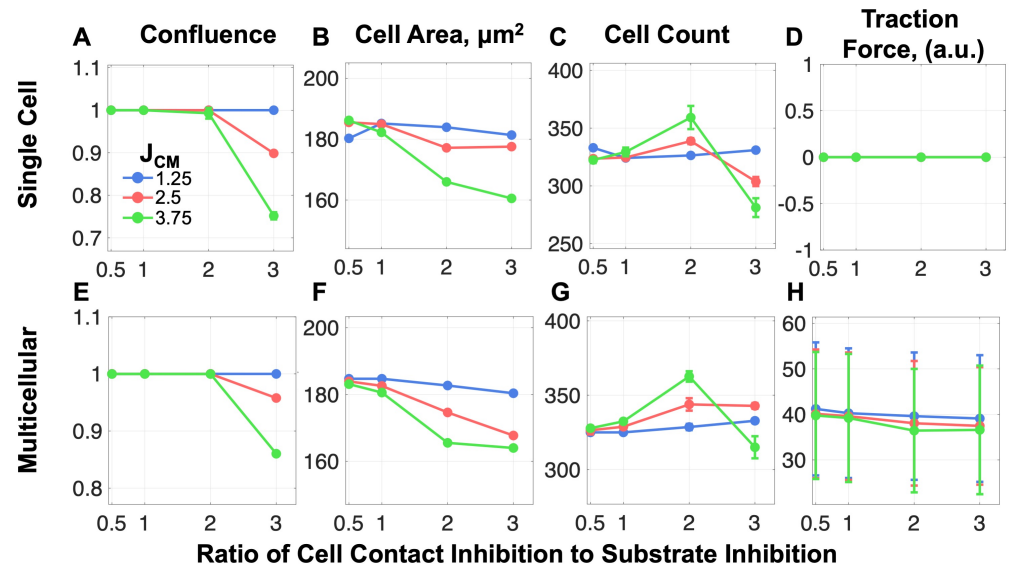 A Confluence
B Cell Area, µm²
C Cell Count
D Traction
Force, (a.u.)
Single Cell
1.1
1
0.9
0.8
0.7
J_CM
1.25
2.5
3.75
0.5 1 2 3
200
180
160
0.5 1 2 3
400
350
300
250
0.5 1 2 3
1
0.5
0
-0.5
-1
0.5 1 2 3
Multicellular
E
1.1
1
0.9
0.8
0.5 1 2 3
F
200
180
160
0.5 1 2 3
G
400
350
300
0.5 1 2 3
H
60
50
40
30
0.5 1 2 3
Ratio of Cell Contact Inhibition to Substrate Inhibition